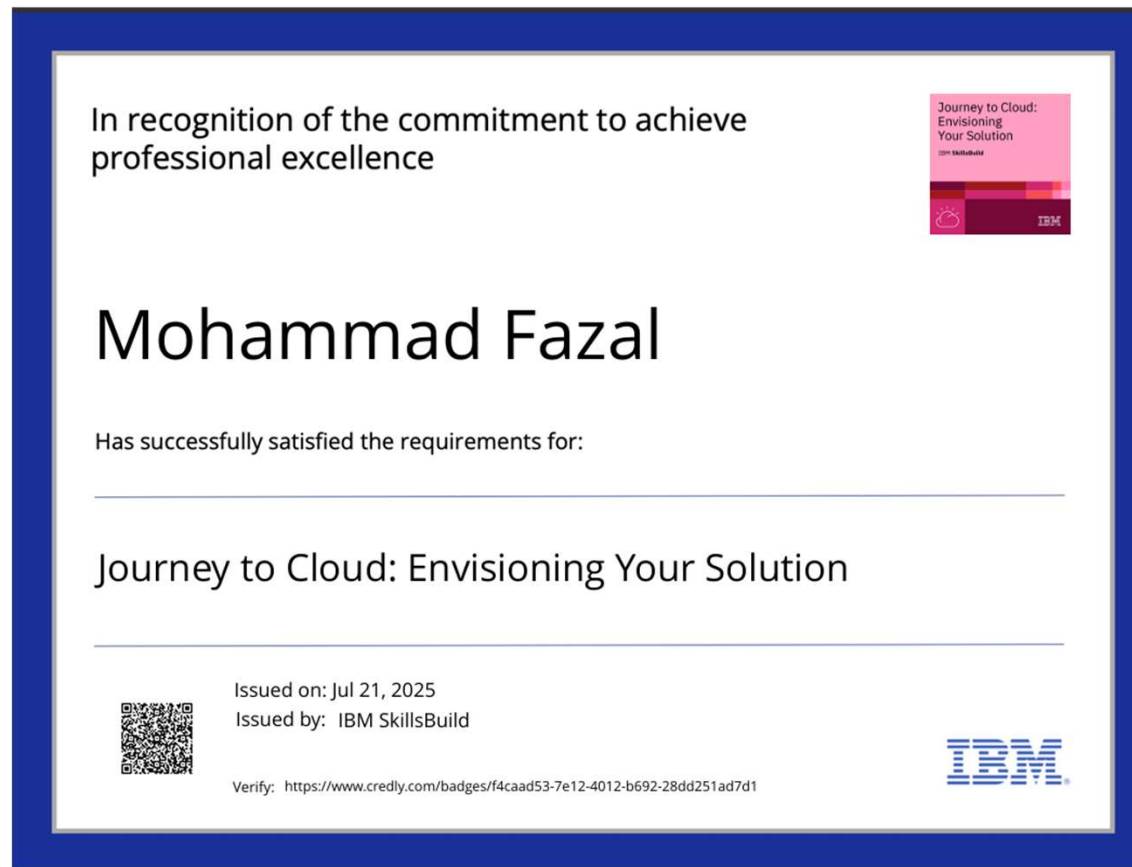 In recognition of the commitment to achieve
professional excellence
Journey to Cloud:
Envisioning
Your Solution
IBM SkillsBuild
IBM
Mohammad Fazal
Has successfully satisfied the requirements for:
Journey to Cloud: Envisioning Your Solution
Issued on: Jul 21, 2025
Issued by: IBM SkillsBuild
Verify: https://www.credly.com/badges/f4caad53-7e12-4012-b692-28dd251ad7d1
IBM®